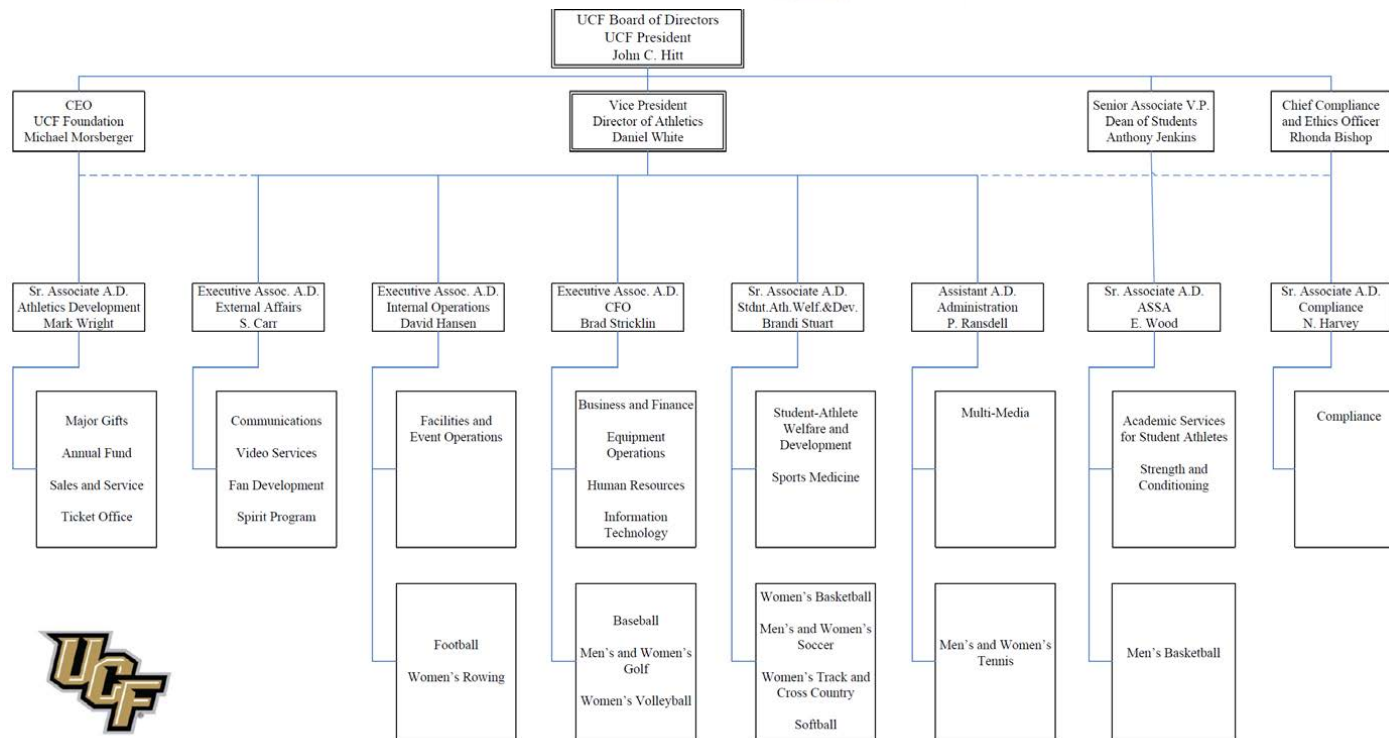 UCF Board of Directors
UCF President
John C. Hitt
CEO
UCF Foundation
Michael Morsberger
Vice President
Director of Athletics
Daniel White
Senior Associate V.P.
Dean of Students
Anthony Jenkins
Chief Compliance
and Ethics Officer
Rhonda Bishop
Sr. Associate A.D.
Athletics Development
Mark Wright
Executive Assoc. A.D.
External Affairs
S. Carr
Executive Assoc. A.D.
Internal Operations
David Hansen
Executive Assoc. A.D.
CFO
Brad Stricklin
Sr. Associate A.D.
Stdnt.Ath.Welf.&Dev.
Brandi Stuart
Assistant A.D.
Administration
P. Ransdell
Sr. Associate A.D.
ASSA
E. Wood
Sr. Associate A.D.
Compliance
N. Harvey
Major Gifts
Annual Fund
Sales and Service
Ticket Office
Communications
Video Services
Fan Development
Spirit Program
Facilities and
Event Operations
Business and Finance
Equipment
Operations
Human Resources
Information
Technology
Student-Athlete
Welfare and
Development
Sports Medicine
Multi-Media
Academic Services
for Student Athletes
Strength and
Conditioning
Compliance
Football
Women's Rowing
Baseball
Men's and Women's
Golf
Women's Volleyball
Women's Basketball
Men's and Women's
Soccer
Women's Track and
Cross Country
Softball
Men's and Women's
Tennis
Men's Basketball
UCF